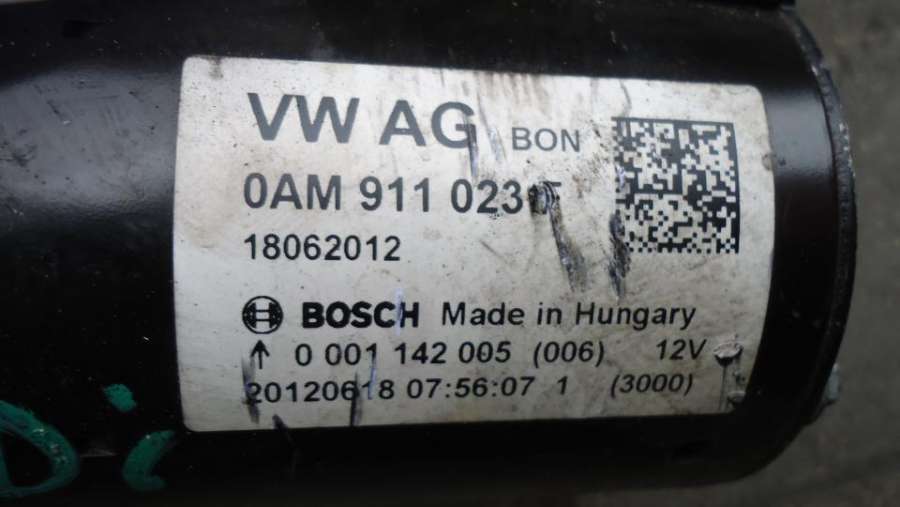 VW AG BON
0AM 911 023
18062012
BOSCH Made in Hungary
↑ 0 001 142 005 (006) 12V
20120618 07:56:07 1 (3000)